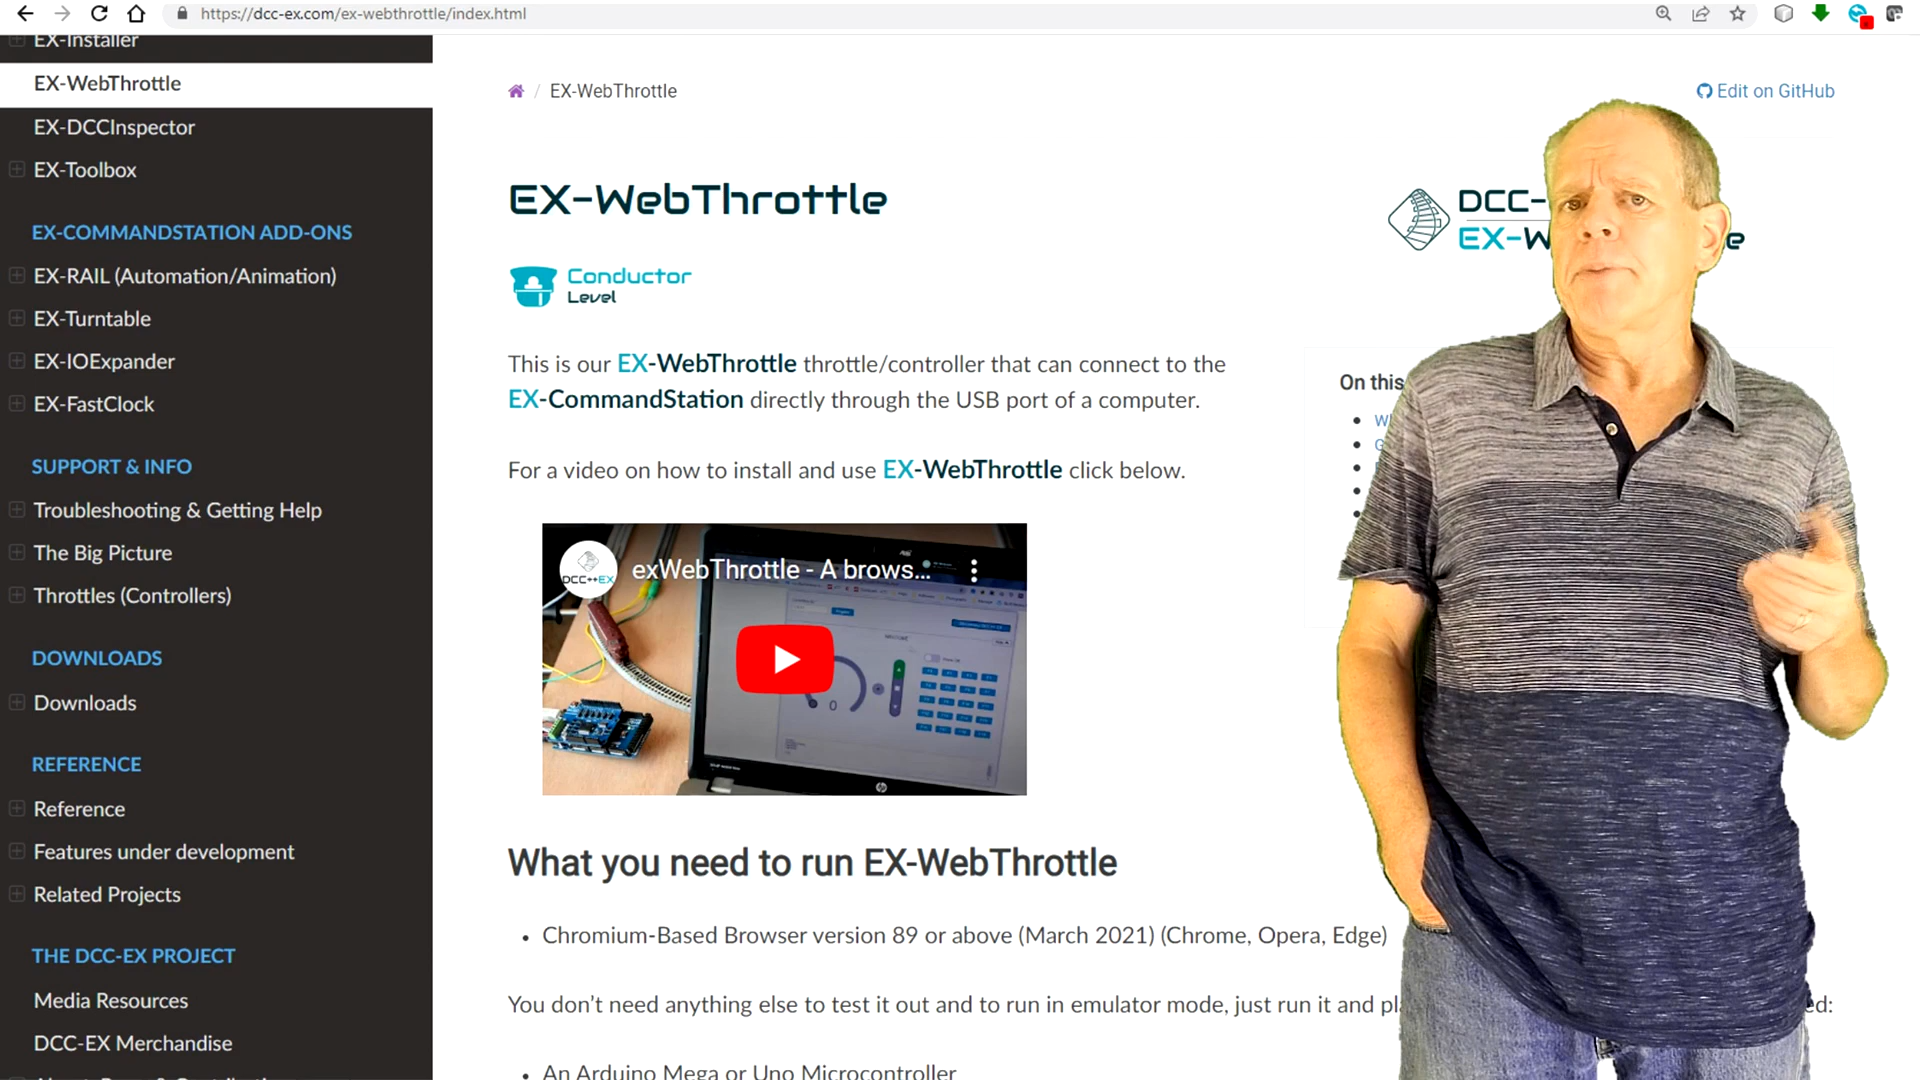 https://dcc-ex.com/ex-webthrottle/index.html
EX-Installer
EX-WebThrottle
EX-DCCInspector
EX-Toolbox
EX-COMMANDSTATION ADD-ONS
EX-RAIL (Automation/Animation)
EX-Turntable
EX-IOExpander
EX-FastClock
SUPPORT & INFO
Troubleshooting & Getting Help
The Big Picture
Throttles (Controllers)
DOWNLOADS
Downloads
REFERENCE
Reference
Features under development
Related Projects
THE DCC-EX PROJECT
Media Resources
DCC-EX Merchandise
EX-WebThrottle
Edit on GitHub
EX-WebThrottle
DCC-
EX-W e
Conductor
Level
This is our EX-WebThrottle throttle/controller that can connect to the
EX-CommandStation directly through the USB port of a computer.
On this
For a video on how to install and use EX-WebThrottle click below.
DCC++EX
exWebThrottle - A brows...
0
hp
What you need to run EX-WebThrottle
• Chromium-Based Browser version 89 or above (March 2021) (Chrome, Opera, Edge)
You don’t need anything else to test it out and to run in emulator mode, just run it and pl ed:
• An Arduino Mega or Uno Microcontroller